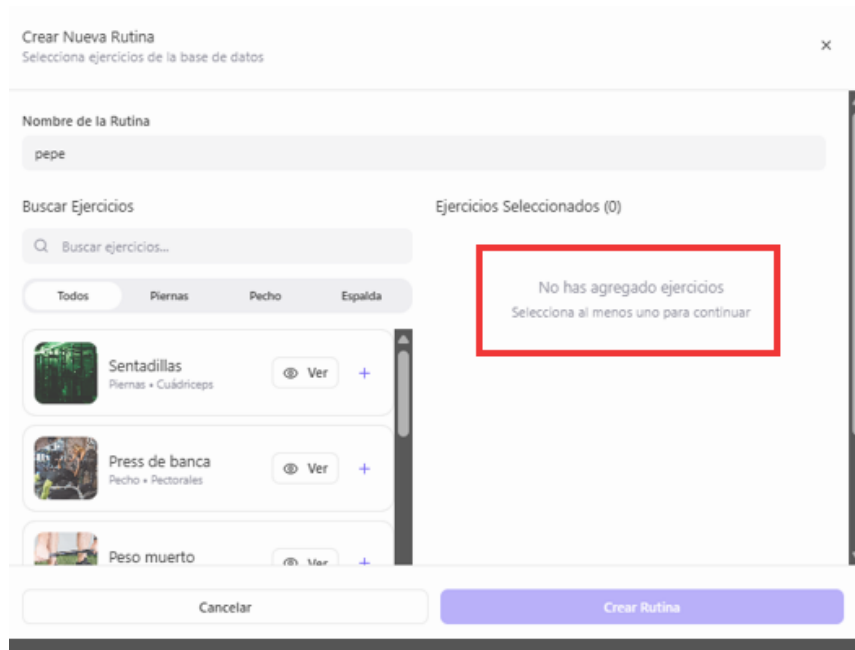 Crear Nueva Rutina
Selecciona ejercicios de la base de datos
Nombre de la Rutina
pepe
Buscar Ejercicios
Buscar ejercicios...
Todos Piernas Pecho Espalda
Sentadillas
Piernas • Cuádriceps
Ver
Press de banca
Pecho • Pectorales
Ver
Peso muerto
Ver
Ejercicios Seleccionados (0)
No has agregado ejercicios
Selecciona al menos uno para continuar
Cancelar
Crear Rutina